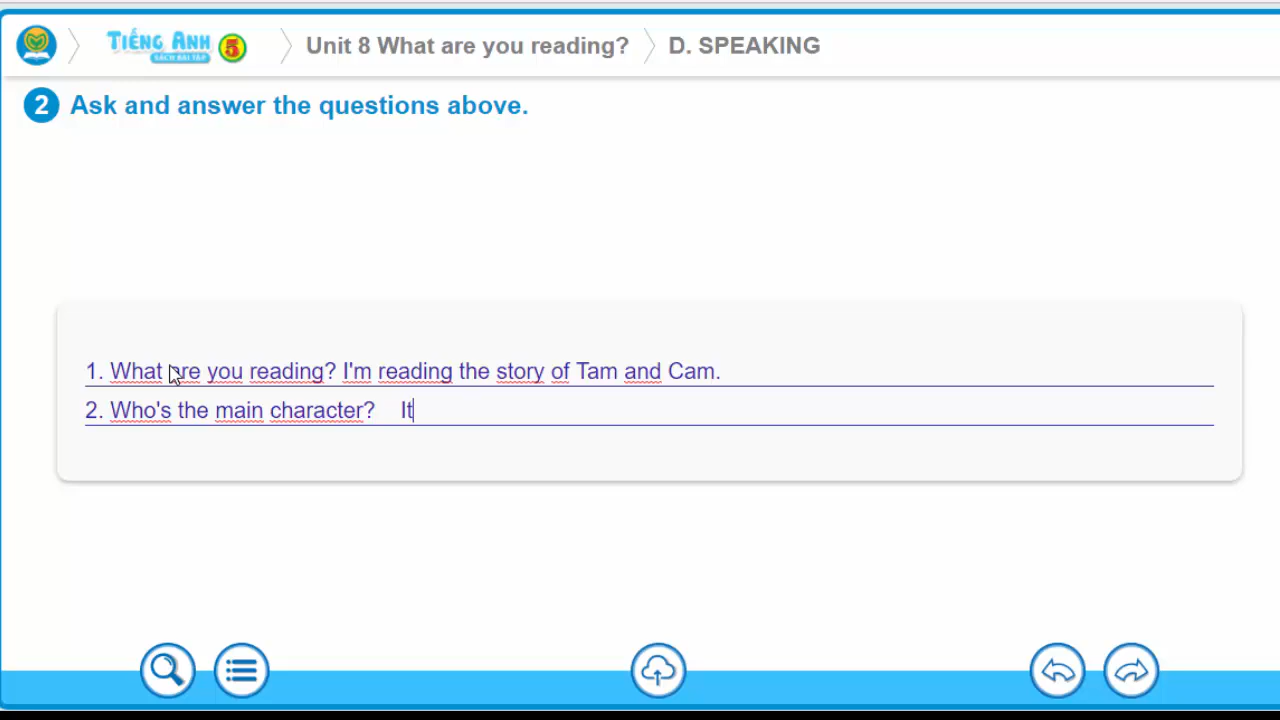 TIẾNG ANH 5
SÁCH BÀI TẬP
Unit 8 What are you reading?
D. SPEAKING
2 Ask and answer the questions above.
1. What are you reading? I'm reading the story of Tam and Cam.
2. Who's the main character? It